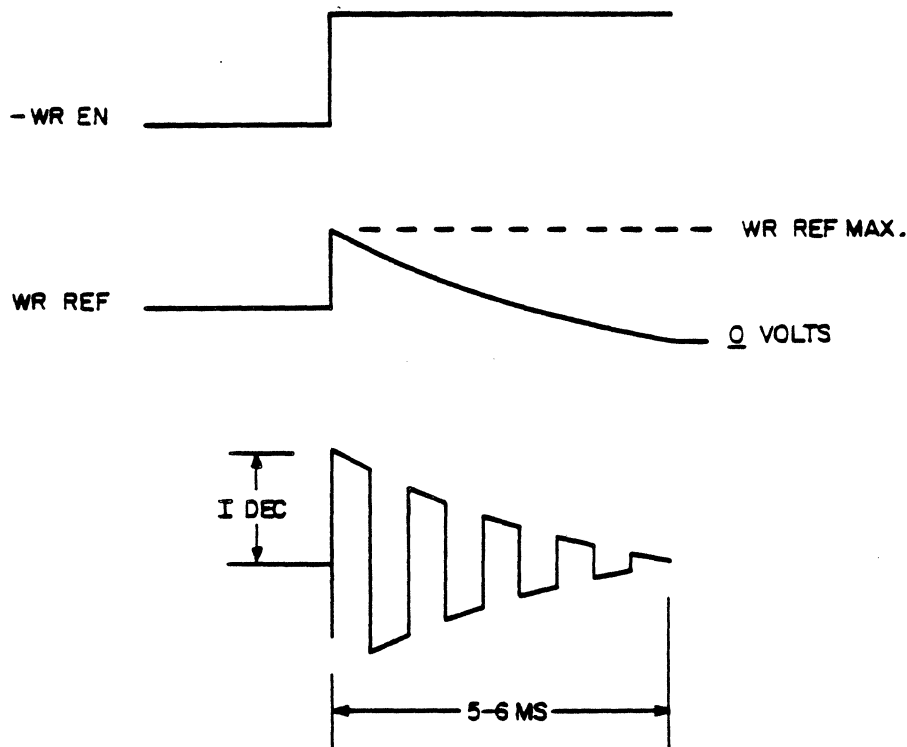 -WR EN
WR REF MAX.
WR REF
0 VOLTS
I DEC
5-6 MS